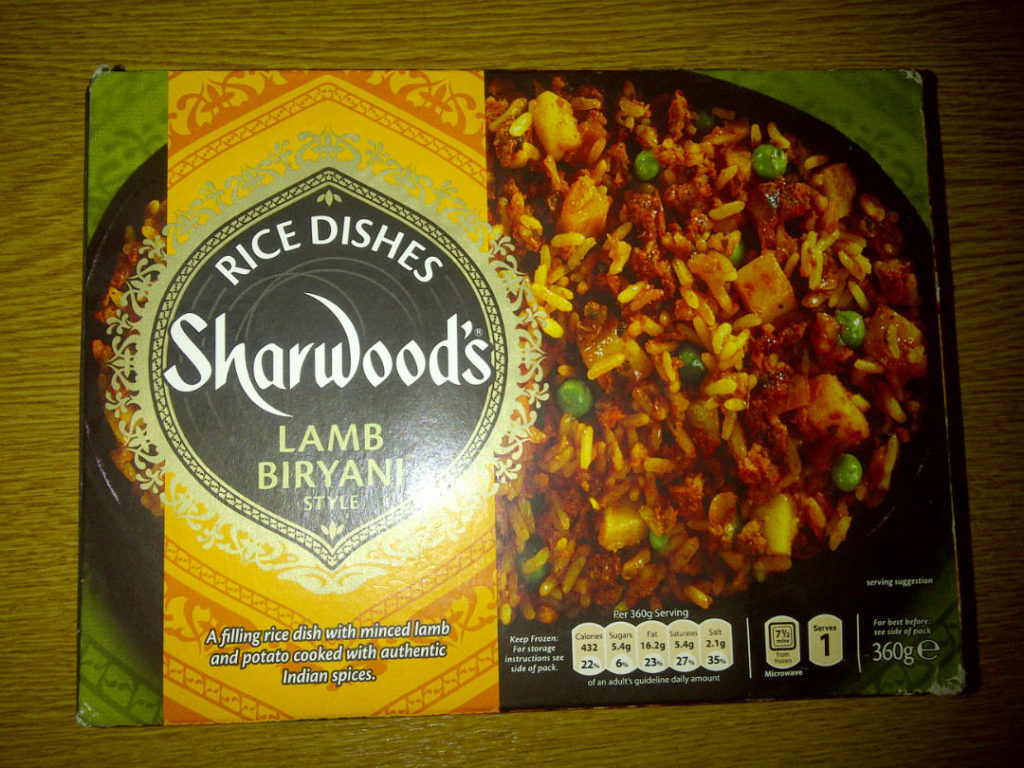 RICE DISHES
Sharwood's®
LAMB
BIRYANI
STYLE
A filling rice dish with minced lamb
and potato cooked with authentic
Indian spices.
serving suggestion
Keep Frozen:
For storage
instructions see
side of pack.
Per 360g Serving
Calories Sugars Fat Saturates Salt
432 5.4g 16.2g 5.4g 2.1g
22% 6% 23% 27% 35%
of an adult's guideline daily amount
7½
mins
from
frozen
Microwave
Serves
1
For best before:
see side of pack
360g e